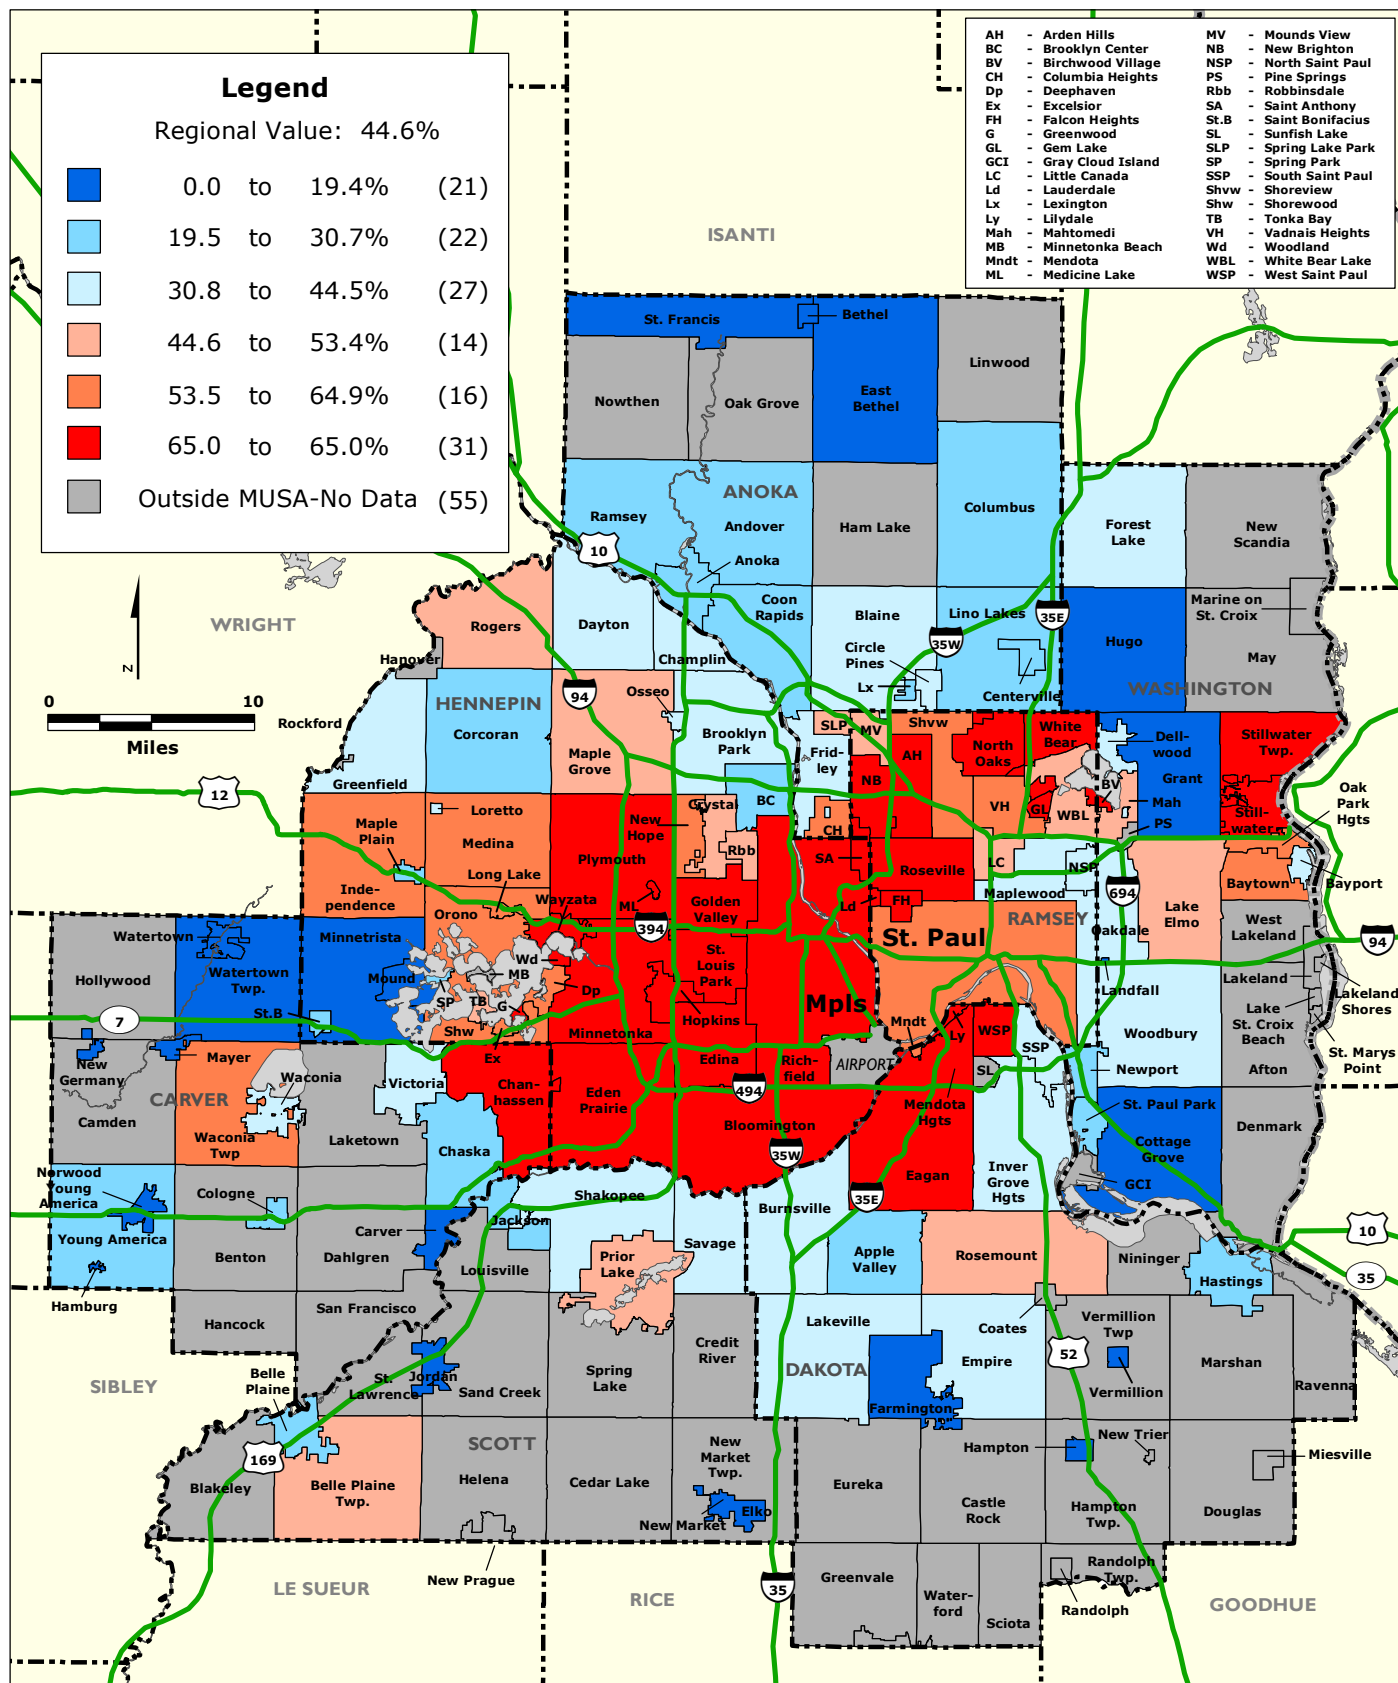 Legend
Regional Value: 44.6%
0.0 to 19.4% (21)
19.5 to 30.7% (22)
30.8 to 44.5% (27)
44.6 to 53.4% (14)
53.5 to 64.9% (16)
65.0 to 65.0% (31)
Outside MUSA-No Data (55)
AH - Arden Hills
BC - Brooklyn Center
BV - Birchwood Village
CH - Columbia Heights
Dp - Deephaven
Ex - Excelsior
FH - Falcon Heights
G - Greenwood
GL - Gem Lake
GCI - Gray Cloud Island
LC - Little Canada
Ld - Lauderdale
Lx - Lexington
Ly - Lilydale
Mah - Mahtomedi
MB - Minnetonka Beach
Mndt - Mendota
ML - Medicine Lake
MV - Mounds View
NB - New Brighton
NSP - North Saint Paul
PS - Pine Springs
Rbb - Robbinsdale
SA - Saint Anthony
St.B - Saint Bonifacius
SL - Sunfish Lake
SLP - Spring Lake Park
SP - Spring Park
SSP - South Saint Paul
Shvw - Shoreview
Shw - Shorewood
TB - Tonka Bay
VH - Vadnais Heights
Wd - Woodland
WBL - White Bear Lake
WSP - West Saint Paul
ISANTI
St. Francis
Bethel
Linwood
Nowthen
Oak Grove
East
Bethel
ANOKA
Ramsey
Andover
Ham Lake
Columbus
Forest
Lake
New
Scandia
10
Anoka
Coon
Rapids
Blaine
Lino Lakes
35E
35W
Marine on
St. Croix
WRIGHT
Rogers
Dayton
Champlin
Circle
Pines
Lx
Centerville
Hugo
May
WASHINGTON
N
Hanover
0 10
Miles
Rockford
HENNEPIN
94
Osseo
Corcoran
Maple
Grove
Brooklyn
Park
SLP
MV
Shvw
Frid-
ley
North
Oaks
White
Bear
Dell-
wood
Stillwater
Twp.
Greenfield
AH
NB
BV
Grant
Mah
Oak
Park
Hgts
12
Loretto
Crystal
BC
CH
VH
GL
WBL
PS
Still-
water
Maple
Plain
Medina
New
Hope
Rbb
Plymouth
SA
Roseville
LC
NSP
Baytown
Bayport
Long Lake
Inde-
pendence
Orono
Wayzata
ML
Golden
Valley
Ld
FH
Maplewood
694
Lake
Elmo
West
Lakeland
RAMSEY
Watertown
Minnetrista
394
St. Paul
Oakdale
94
Hollywood
Watertown
Twp.
Mound
Wd
MB
Dp
St.
Louis
Park
Landfall
Lakeland
Lakeland
Shores
7
St.B
SP
TB
G
Shw
Minnetonka
Hopkins
Mpls
Mndt
Ly
WSP
SSP
Woodbury
Lake
St. Croix
Beach
St. Marys
Point
New
Germany
Mayer
Waconia
Victoria
Ex
Chan-
hassen
Eden
Prairie
Edina
Rich-
field
AIRPORT
SL
Newport
Afton
CARVER
Camden
494
Mendota
Hgts
St. Paul Park
Waconia
Twp
Laketown
Chaska
Bloomington
35W
Cottage
Grove
Denmark
Norwood
Young
America
Cologne
Eagan
35E
Inver
Grove
Hgts
GCI
Shakopee
Burnsville
Jackson
Young America
Carver
Savage
Apple
Valley
Rosemount
10
Benton
Dahlgren
Louisville
Prior
Lake
Nininger
Hastings
35
Hamburg
San Francisco
Hancock
Lakeville
Coates
Vermillion
Twp
Belle
Plaine
St.
Lawrence
Jordan
Sand Creek
Spring
Lake
Credit
River
DAKOTA
Empire
52
Marshan
SIBLEY
Farmington
Vermillion
Ravenna
169
SCOTT
New
Market
Twp.
Hampton
New Trier
Miesville
Blakeley
Belle Plaine
Twp.
Helena
Cedar Lake
Eureka
Castle
Rock
Hampton
Twp.
Douglas
Elko
New Market
New Prague
LE SUEUR
RICE
35
Greenvale
Water-
ford
Sciota
Randolph
Twp.
Randolph
GOODHUE